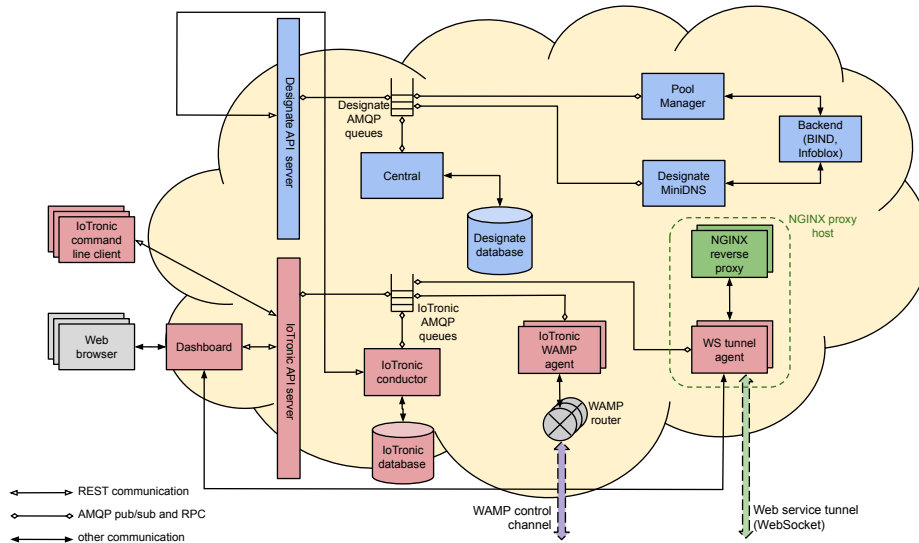 Designate API server
Designate
AMQP
queues
Pool
Manager
Backend
(BIND,
Infoblox)
Central
Designate
MiniDNS
Designate
database
NGINX proxy
host
IoTronic
command
line client
NGINX
reverse
proxy
IoTronic API server
IoTronic
AMQP
queues
Web
browser
Dashboard
IoTronic
conductor
IoTronic
WAMP
agent
WS tunnel
agent
WAMP
router
IoTronic
database
REST communication
AMQP pub/sub and RPC
other communication
WAMP control
channel
Web service tunnel
(WebSocket)